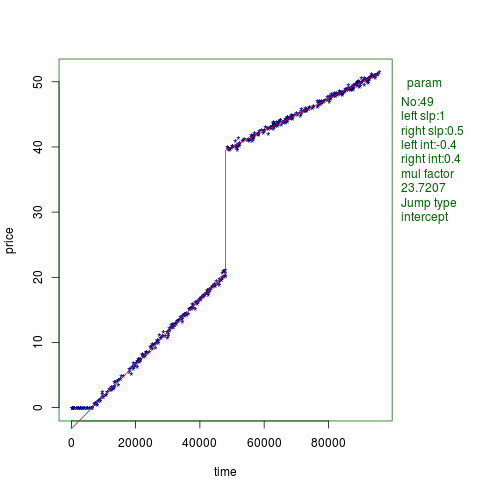 param
No:49
left slp:1
right slp:0.5
left int:-0.4
right int:0.4
mul factor
23.7207
Jump type
intercept
price
50
40
30
20
10
0
0 20000 40000 60000 80000
time